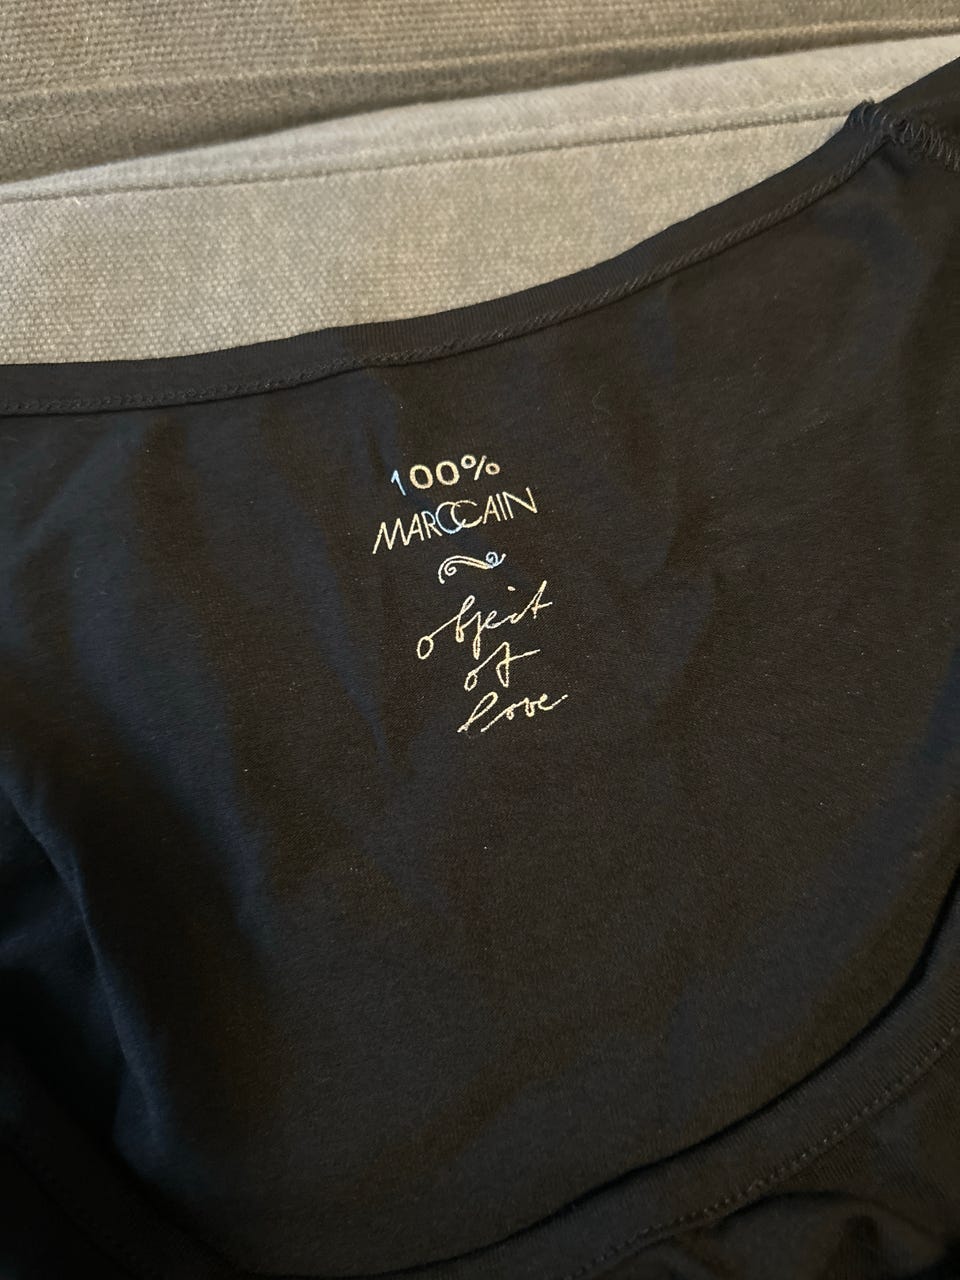 100%
MARCCAIN
object
of
love